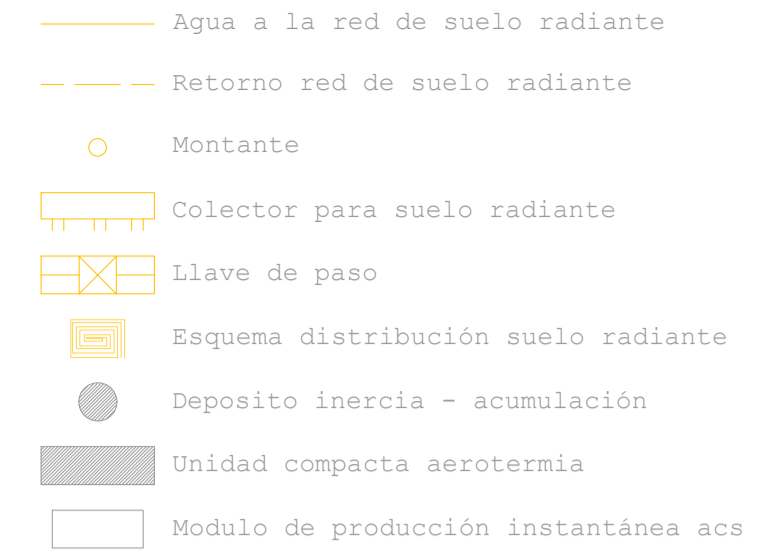 Agua a la red de suelo radiante
Retorno red de suelo radiante
Montante
Colector para suelo radiante
Llave de paso
Esquema distribución suelo radiante
Deposito inercia - acumulación
Unidad compacta aerotermia
Modulo de producción instantánea acs